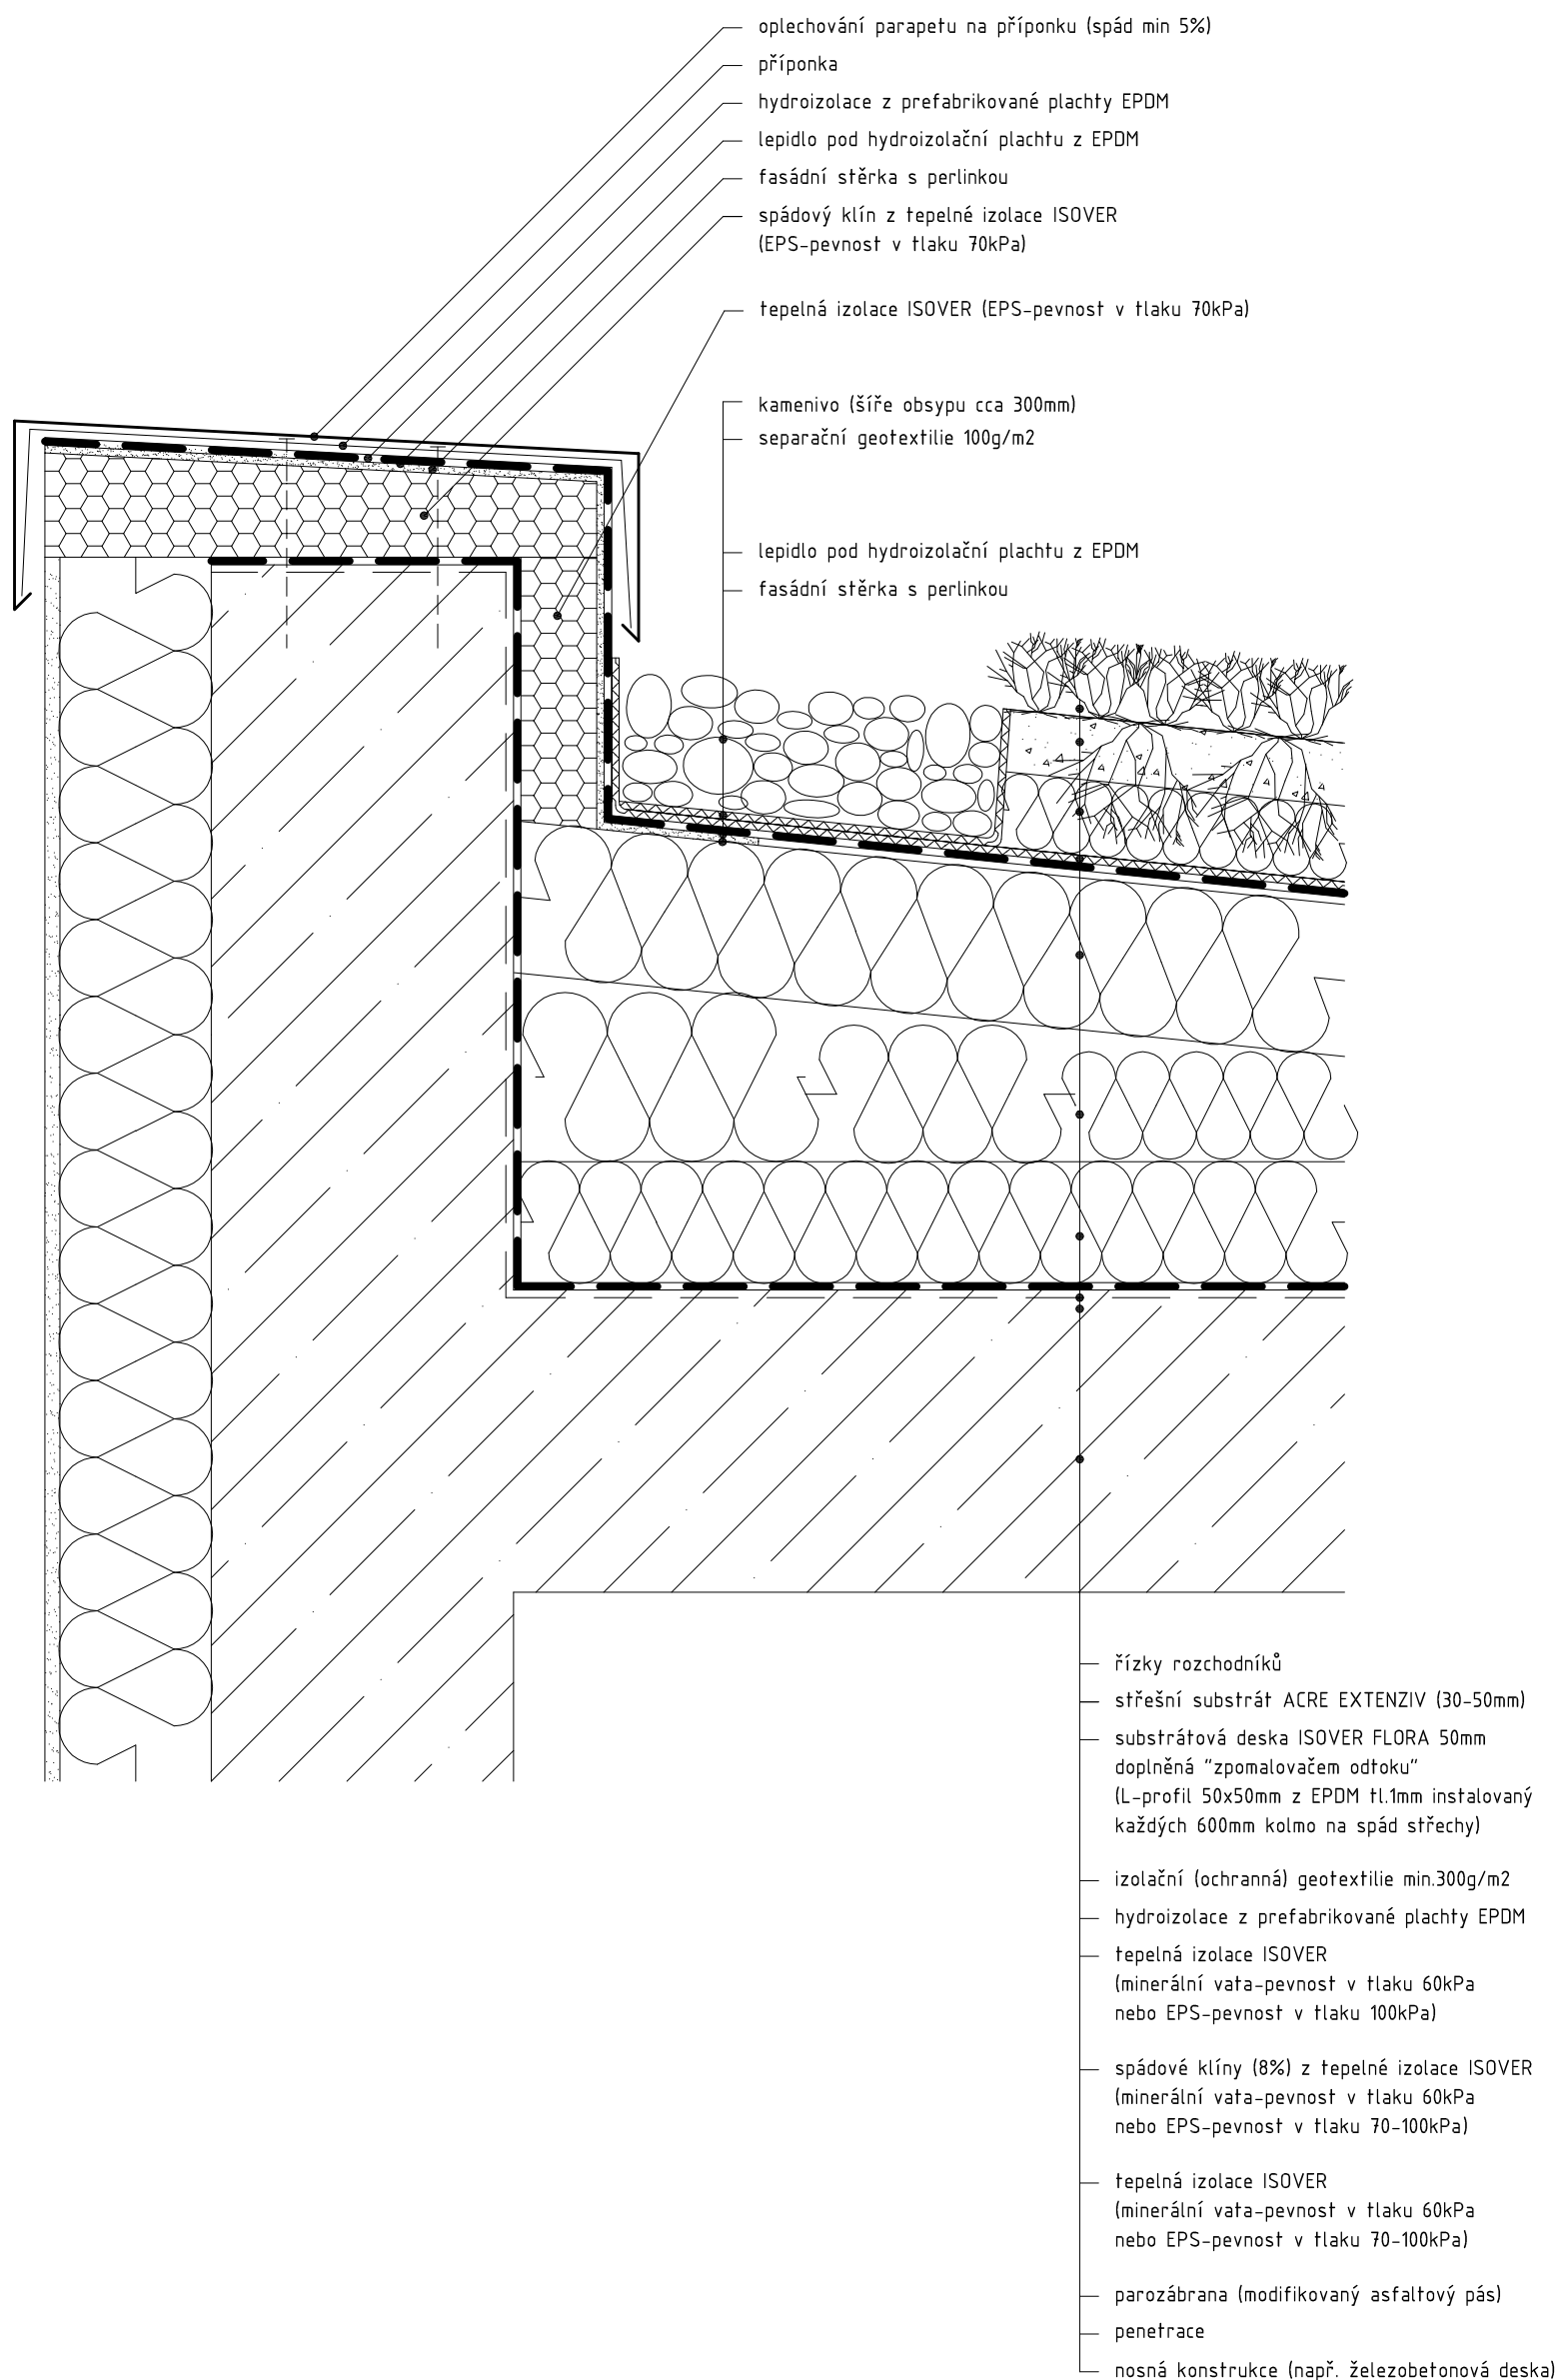 oplechování parapetu na příponku (spád min 5%)
příponka
hydroizolace z prefabrikované plachty EPDM
lepidlo pod hydroizolační plachtu z EPDM
fasádní stěrka s perlinkou
spádový klín z tepelné izolace ISOVER
(EPS-pevnost v tlaku 70kPa)
tepelná izolace ISOVER (EPS-pevnost v tlaku 70kPa)
kamenivo (šíře obsypu cca 300mm)
separační geotextilie 100g/m2
lepidlo pod hydroizolační plachtu z EPDM
fasádní stěrka s perlinkou
řízky rozchodníků
střešní substrát ACRE EXTENZIV (30-50mm)
substrátová deska ISOVER FLORA 50mm
doplněná "zpomalovačem odtoku"
(L-profil 50x50mm z EPDM tl.1mm instalovaný
každých 600mm kolmo na spád střechy)
izolační (ochranná) geotextilie min.300g/m2
hydroizolace z prefabrikované plachty EPDM
tepelná izolace ISOVER
(minerální vata-pevnost v tlaku 60kPa
nebo EPS-pevnost v tlaku 100kPa)
spádové klíny (8%) z tepelné izolace ISOVER
(minerální vata-pevnost v tlaku 60kPa
nebo EPS-pevnost v tlaku 70-100kPa)
tepelná izolace ISOVER
(minerální vata-pevnost v tlaku 60kPa
nebo EPS-pevnost v tlaku 70-100kPa)
parozábrana (modifikovaný asfaltový pás)
penetrace
nosná konstrukce (např. železobetonová deska)